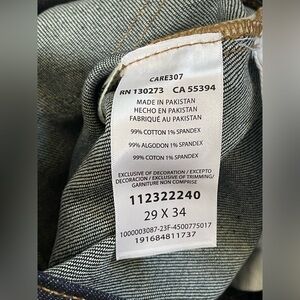 CARE307
RN 130273 CA 55394
MADE IN PAKISTAN
HECHO EN PAKISTAN
FABRIQUÉ AU PAKISTAN
99% COTTON 1% SPANDEX
99% ALGODON 1% SPANDEX
99% COTON 1% SPANDEX
EXCLUSIVE OF DECORATION / EXCEPTO
DECORACIÓN / EXCLUSIVE OF TRIMMING/
GARNITURE NON COMPRISE
112322240
29 X 34
1000003087-23F-4500775017
191684811737